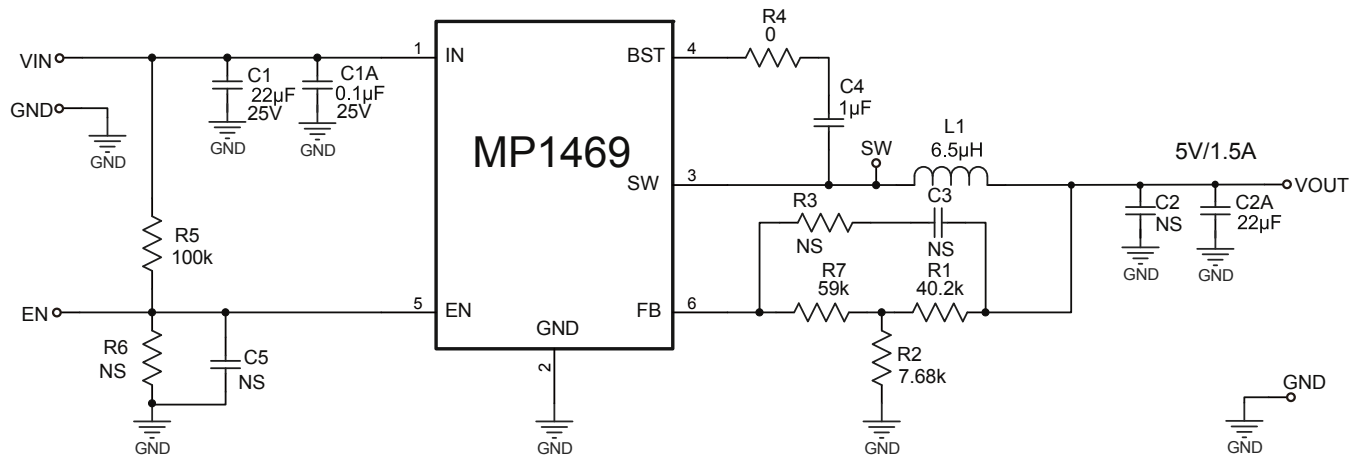 R4
0
VIN
1
IN
BST
4
C1
22µF
25V
C1A
0.1µF
25V
C4
1µF
GND
GND
GND
GND
MP1469
SW
L1
6.5µH
5V/1.5A
SW
3
VOUT
R3
NS
C3
NS
C2
NS
C2A
22µF
GND
GND
R5
100k
R7
59k
R1
40.2k
EN
5
EN
FB
6
GND
2
R6
NS
C5
NS
R2
7.68k
GND
GND
GND
GND
GND